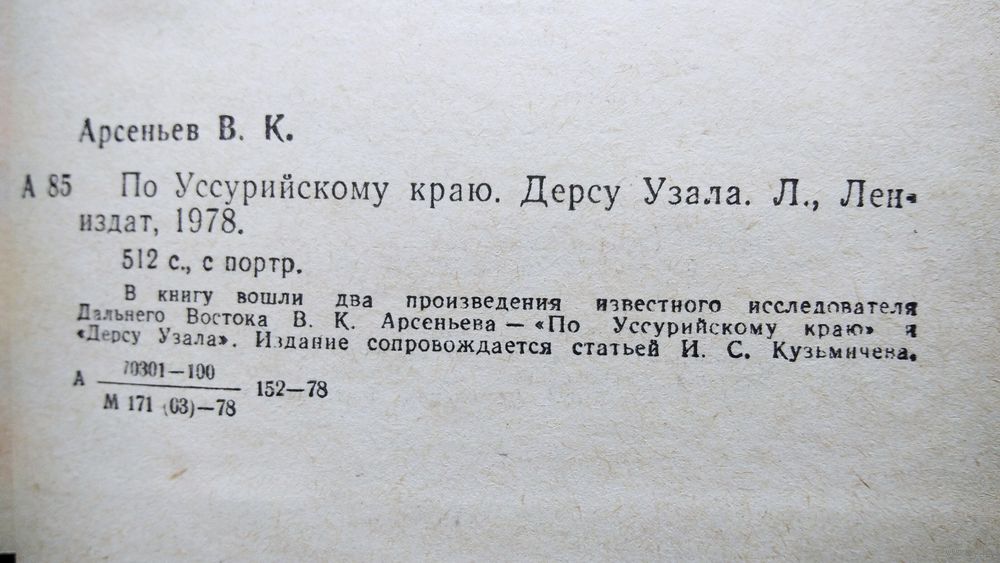 Арсеньев В. К.
А 85 По Уссурийскому краю. Дерсу Узала. Л., Лен-
издат, 1978.
512 с., с портр.
В книгу вошли два произведения известного исследователя
Дальнего Востока В. К. Арсеньева — «По Уссурийскому краю» и
«Дерсу Узала». Издание сопровождается статьей И. С. Кузьмичева.
А 70301—100 152—78
М 171 (03)—78